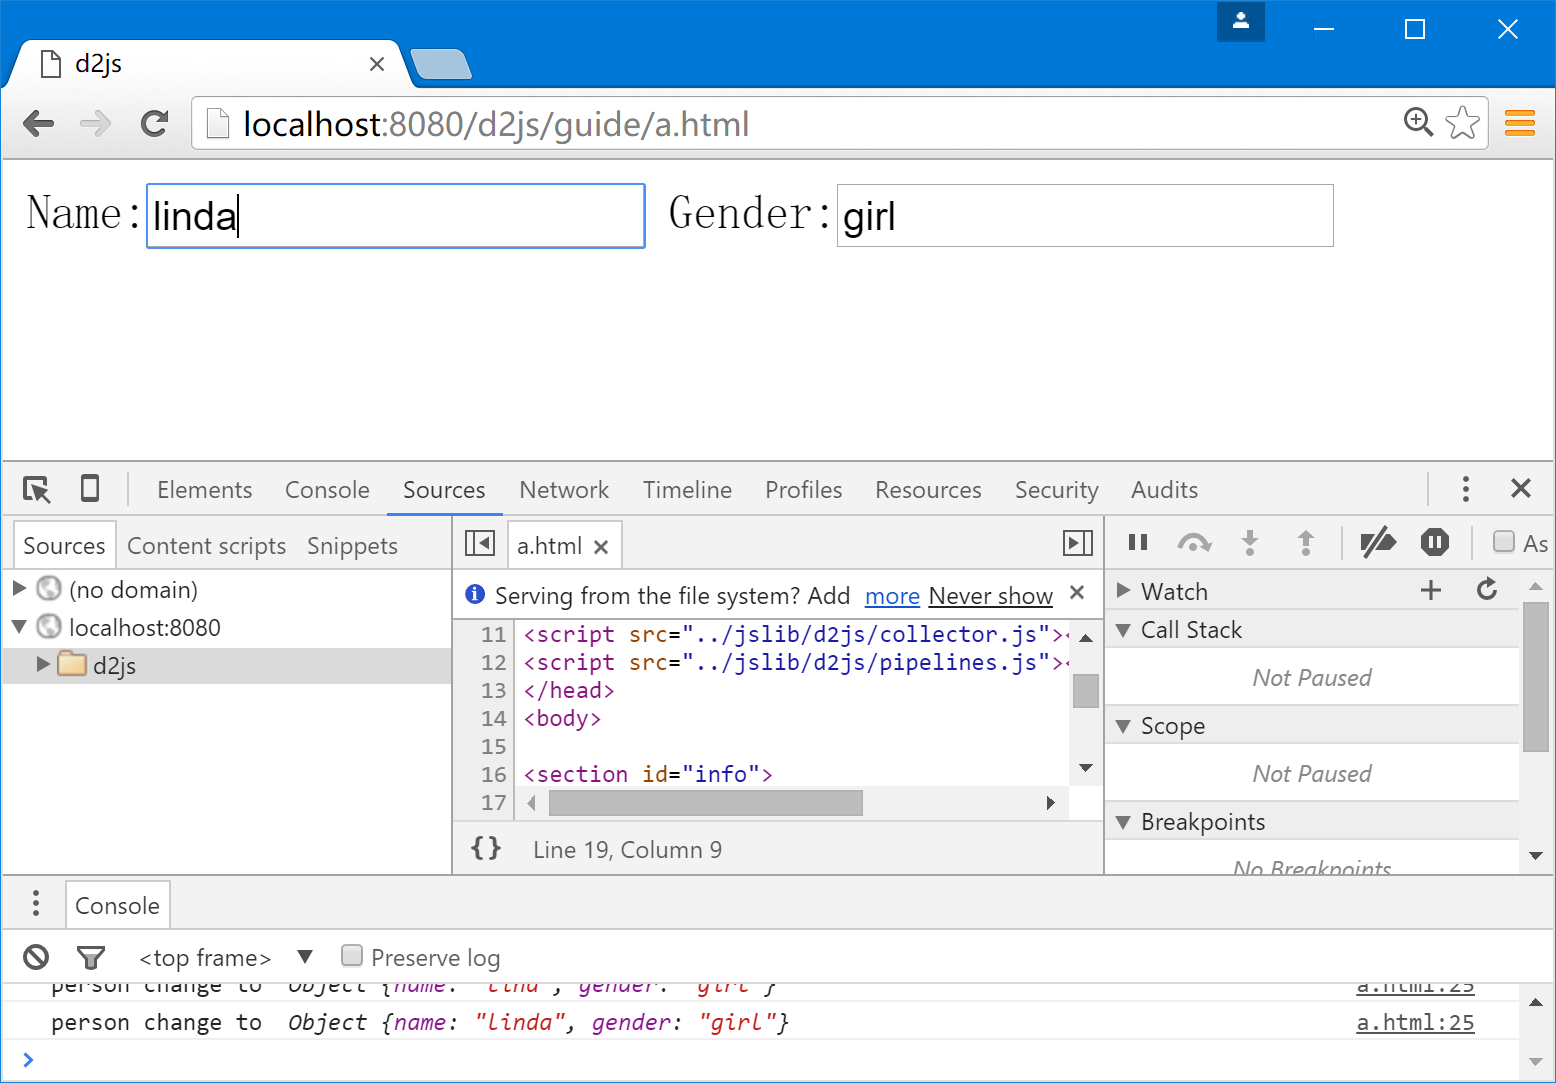 d2js
localhost:8080/d2js/guide/a.html
Name: linda Gender: girl
Elements Console Sources Network Timeline Profiles Resources Security Audits
Sources Content scripts Snippets
a.html
As
(no domain)
localhost:8080
d2js
Serving from the file system? Add more Never show
11 <script src="../jslib/d2js/collector.js"><
12 <script src="../jslib/d2js/pipelines.js"><
13 </head>
14 <body>
15
16 <section id="info">
17
{} Line 19, Column 9
Watch
Call Stack
Not Paused
Scope
Not Paused
Breakpoints
No Breakpoints
Console
<top frame> Preserve log
person change to Object {name: "lind", gender: "girl"} a.html:25
person change to Object {name: "linda", gender: "girl"} a.html:25
>